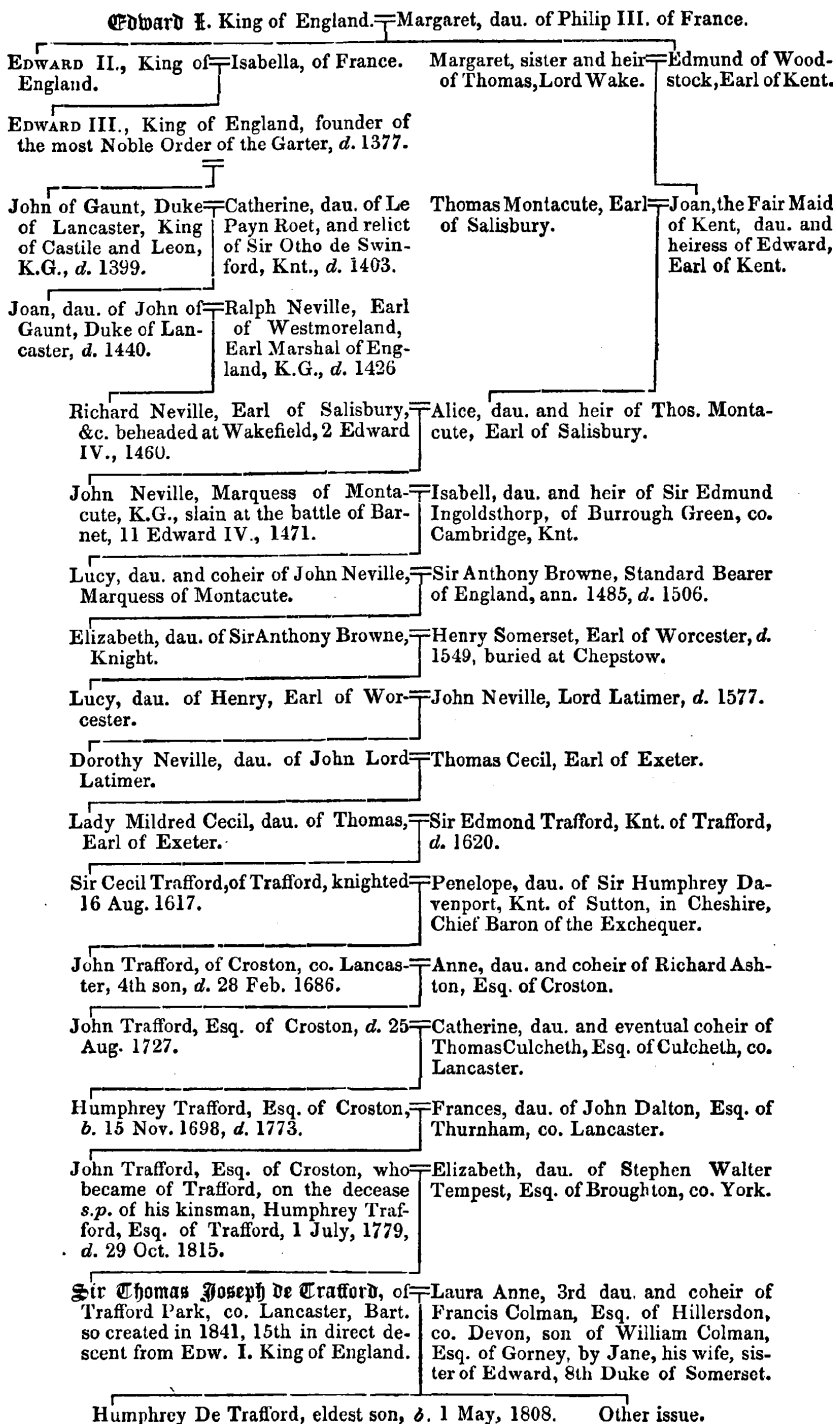 Edward I. King of England. Margaret, dau. of Philip III. of France.
EDWARD II., King of
England.
Isabella, of France.
Margaret, sister and heir
of Thomas, Lord Wake.
Edmund of Wood-
stock, Earl of Kent.
EDWARD III., King of England, founder of
the most Noble Order of the Garter, d. 1377.
John of Gaunt, Duke
of Lancaster, King
of Castile and Leon,
K.G., d. 1399.
Catherine, dau. of Le
Payn Roet, and relict
of Sir Otho de Swin-
ford, Knt., d. 1403.
Thomas Montacute, Earl
of Salisbury.
Joan, the Fair Maid
of Kent, dau. and
heiress of Edward,
Earl of Kent.
Joan, dau. of John of
Gaunt, Duke of Lan-
caster, d. 1440.
Ralph Neville, Earl
of Westmoreland,
Earl Marshal of Eng-
land, K.G., d. 1426
Richard Neville, Earl of Salisbury,
&c. beheaded at Wakefield, 2 Edward
IV., 1460.
Alice, dau. and heir of Thos. Monta-
cute, Earl of Salisbury.
John Neville, Marquess of Monta-
cute, K.G., slain at the battle of Bar-
net, 11 Edward IV., 1471.
Isabell, dau. and heir of Sir Edmund
Ingoldsthorp, of Burrough Green, co.
Cambridge, Knt.
Lucy, dau. and coheir of John Neville,
Marquess of Montacute.
Sir Anthony Browne, Standard Bearer
of England, ann. 1485, d. 1506.
Elizabeth, dau. of Sir Anthony Browne,
Knight.
Henry Somerset, Earl of Worcester, d.
1549, buried at Chepstow.
Lucy, dau. of Henry, Earl of Wor-
cester.
John Neville, Lord Latimer, d. 1577.
Dorothy Neville, dau. of John Lord
Latimer.
Thomas Cecil, Earl of Exeter.
Lady Mildred Cecil, dau. of Thomas,
Earl of Exeter.
Sir Edmond Trafford, Knt. of Trafford,
d. 1620.
Sir Cecil Trafford, of Trafford, knighted
16 Aug. 1617.
Penelope, dau. of Sir Humphrey Da-
venport, Knt. of Sutton, in Cheshire,
Chief Baron of the Exchequer.
John Trafford, of Croston, co. Lancas-
ter, 4th son, d. 28 Feb. 1686.
Anne, dau. and coheir of Richard Ash-
ton, Esq. of Croston.
John Trafford, Esq. of Croston, d. 25
Aug. 1727.
Catherine, dau. and eventual coheir of
Thomas Culcheth, Esq. of Culcheth, co.
Lancaster.
Humphrey Trafford, Esq. of Croston,
b. 15 Nov. 1698, d. 1773.
Frances, dau. of John Dalton, Esq. of
Thurnham, co. Lancaster.
John Trafford, Esq. of Croston, who
became of Trafford, on the decease
s.p. of his kinsman, Humphrey Traf-
ford, Esq. of Trafford, 1 July, 1779,
d. 29 Oct. 1815.
Elizabeth, dau. of Stephen Walter
Tempest, Esq. of Broughton, co. York.
Sir Thomas Joseph de Trafford, of
Trafford Park, co. Lancaster, Bart.
so created in 1841, 15th in direct de-
scent from EDW. I. King of England.
Laura Anne, 3rd dau. and coheir of
Francis Colman, Esq. of Hillersdon,
co. Devon, son of William Colman,
Esq. of Gorney, by Jane, his wife, sis-
ter of Edward, 8th Duke of Somerset.
Humphrey De Trafford, eldest son, b. 1 May, 1808. Other issue.